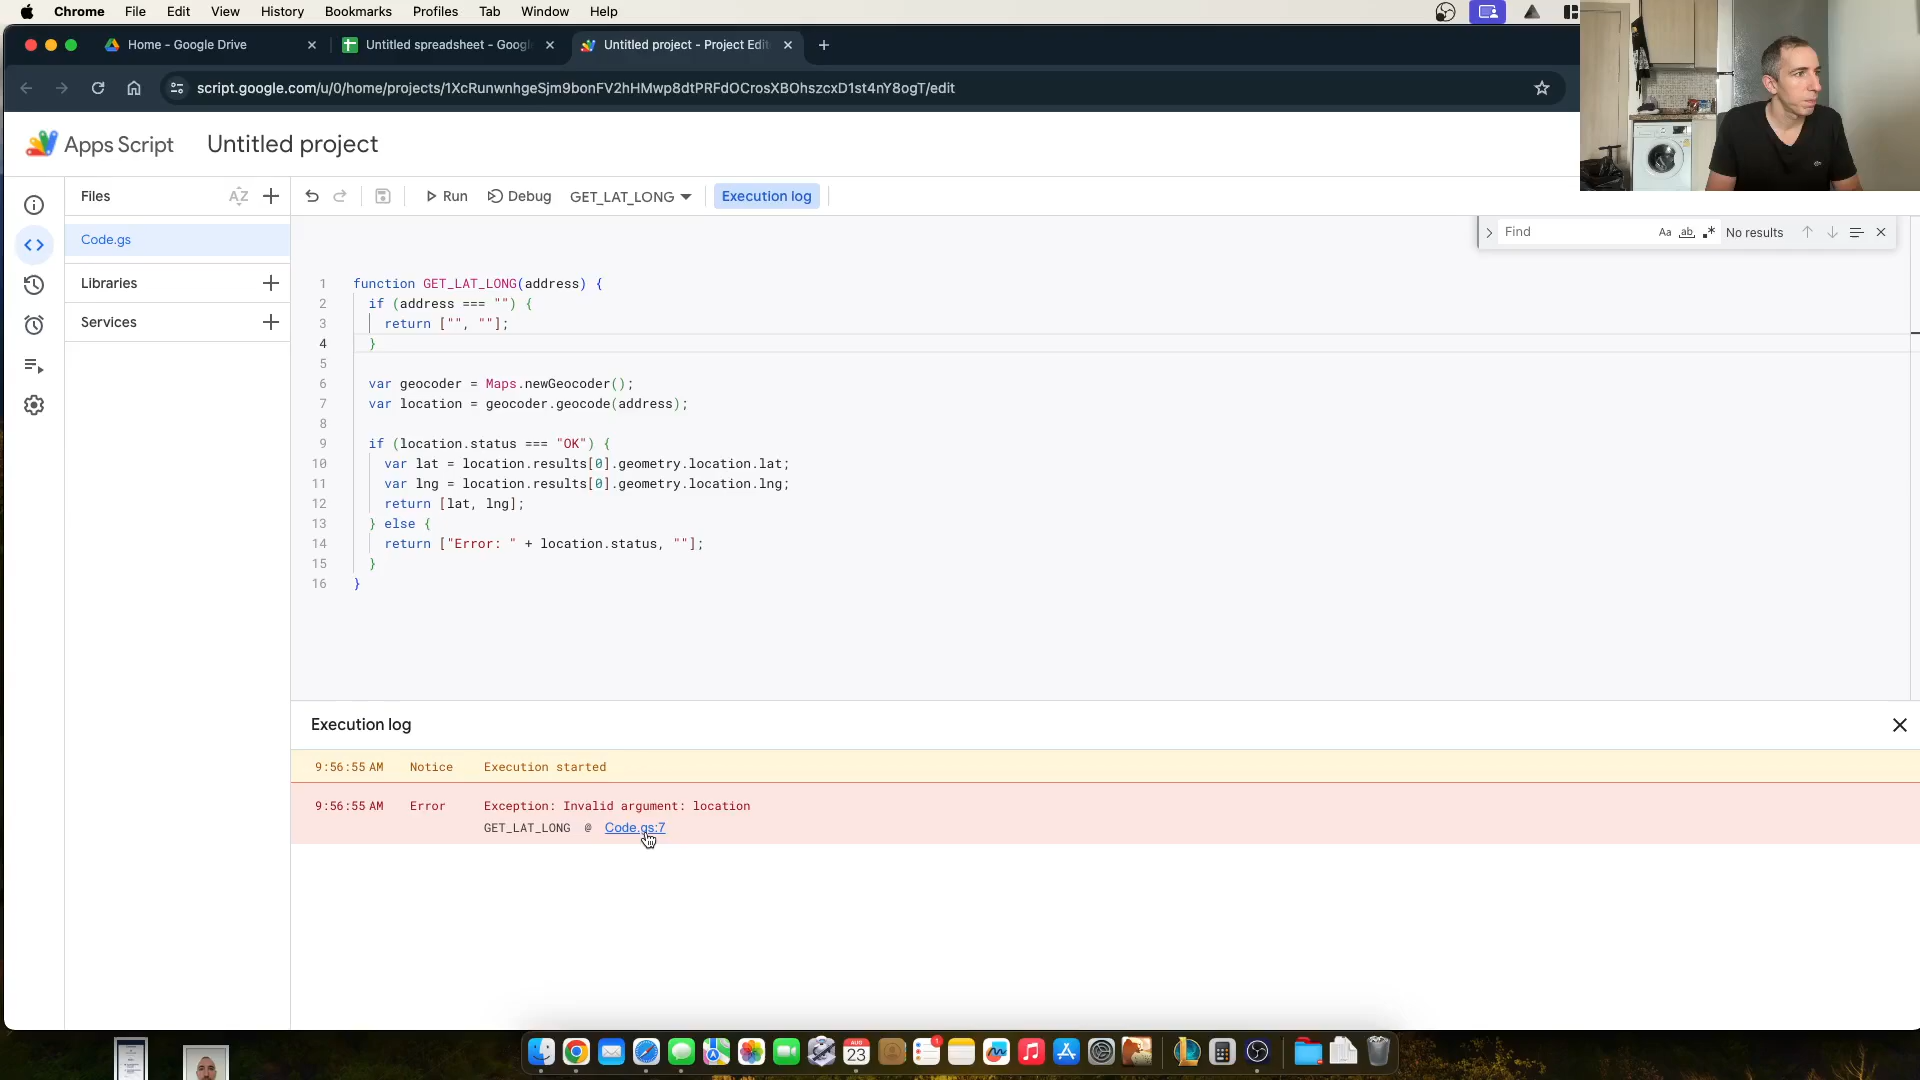 Chrome File Edit View History Bookmarks Profiles Tab Window Help
Home - Google Drive
Untitled spreadsheet - Googl
Untitled project - Project Edit
script.google.com/u/0/home/projects/1XcRunwnhgeSjm9bonFV2hHMwp8dtPRFdOCrosXBOhszcxD1st4nY8ogT/edit
Apps Script Untitled project
Files AZ
Run Debug GET_LAT_LONG Execution log
Code.gs
Libraries
Services
Find Aa ab No results
1 function GET_LAT_LONG(address) {
2 if (address === "") {
3 return ["", ""];
4 }
5
6 var geocoder = Maps.newGeocoder();
7 var location = geocoder.geocode(address);
8
9 if (location.status === "OK") {
10 var lat = location.results[0].geometry.location.lat;
11 var lng = location.results[0].geometry.location.lng;
12 return [lat, lng];
13 } else {
14 return ["Error: " + location.status, ""];
15 }
16 }
Execution log
9:56:55 AM Notice Execution started
9:56:55 AM Error Exception: Invalid argument: location
GET_LAT_LONG @ Code.gs:7
AUG
23
1